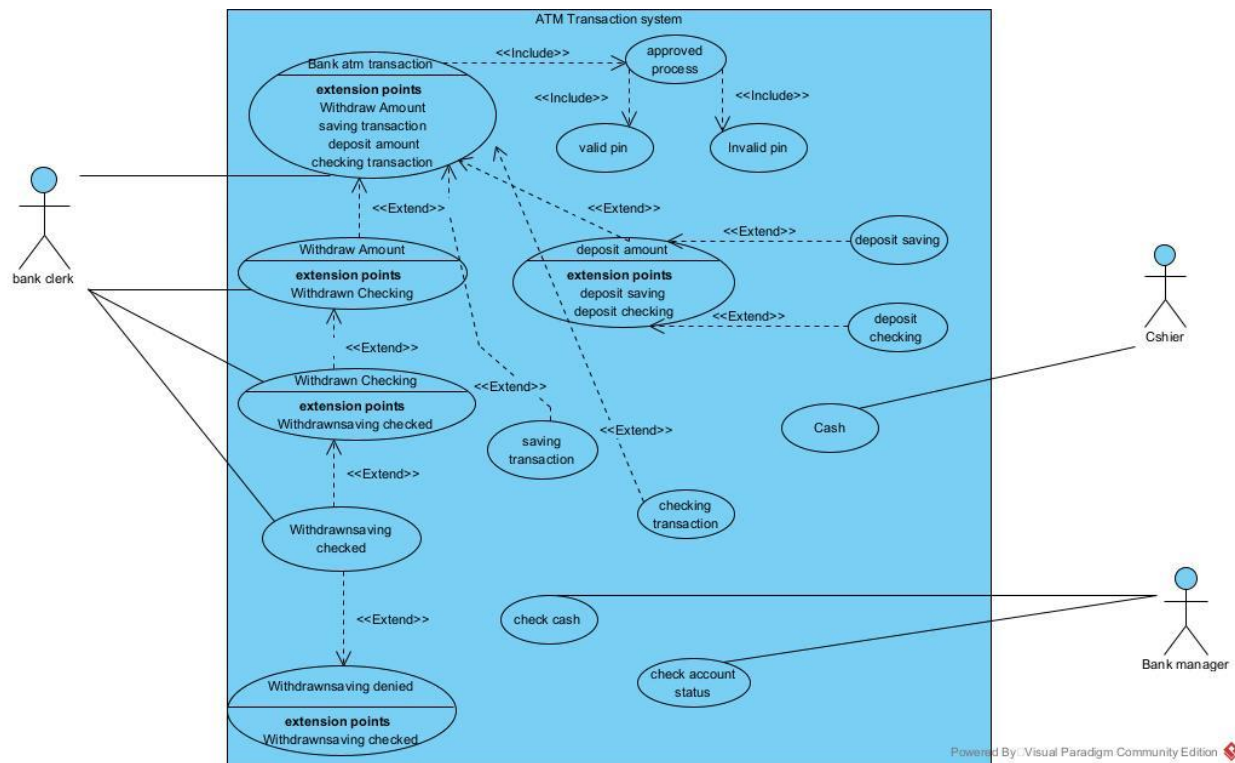 ATM Transaction system
<<Include>>
approved
process
Bank atm transaction
extension points
Withdraw Amount
saving transaction
deposit amount
checking transaction
<<Include>>
<<Include>>
valid pin
Invalid pin
bank clerk
<<Extend>>
<<Extend>>
Withdraw Amount
extension points
Withdrawn Checking
deposit amount
extension points
deposit saving
deposit checking
<<Extend>>
deposit saving
<<Extend>>
deposit
checking
Cshier
<<Extend>>
Withdrawn Checking
extension points
Withdrawnsaving checked
<<Extend>>
saving
transaction
<<Extend>>
Cash
<<Extend>>
checking
transaction
Withdrawnsaving
checked
<<Extend>>
check cash
check account
status
Bank manager
Withdrawnsaving denied
extension points
Withdrawnsaving checked
Powered By Visual Paradigm Community Edition